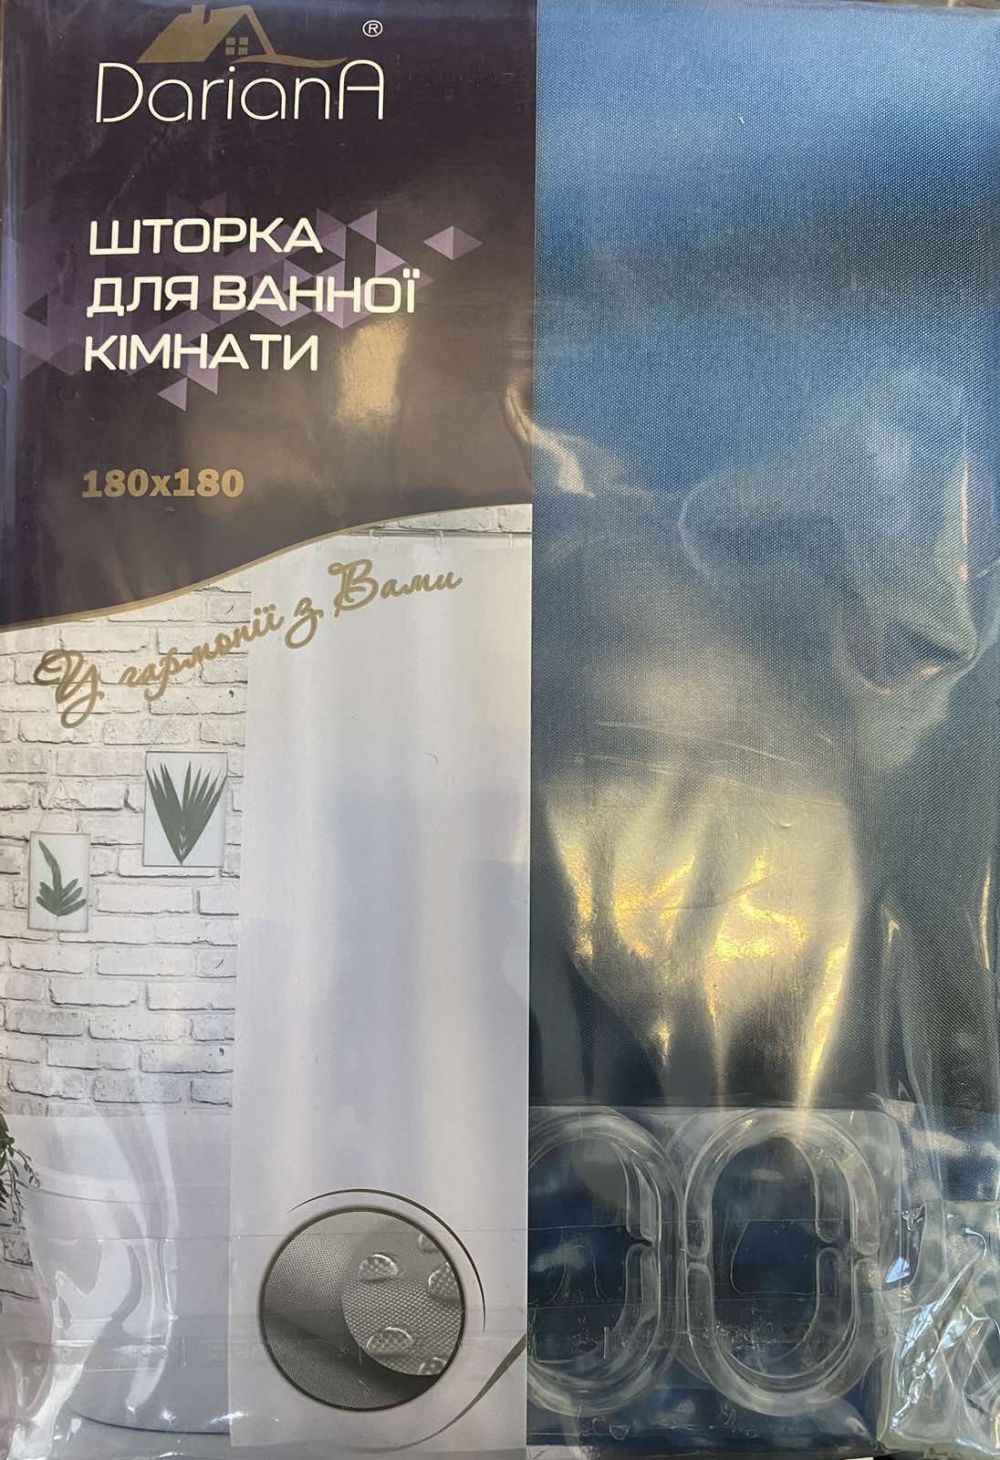 DarianA ®
ШТОРКА
ДЛЯ ВАННОЇ
КІМНАТИ
180x180
У гармонії з Вами